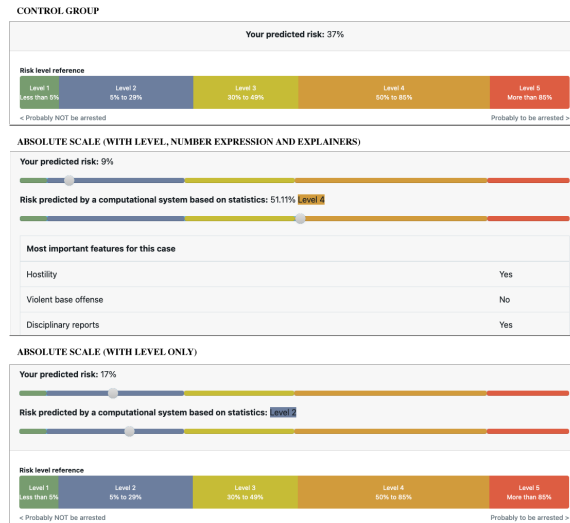 CONTROL GROUP
Your predicted risk: 37%
Risk level reference
Level 1 Level 2 Level 3 Level 4 Level 5
Less than 5% 5% to 29% 30% to 49% 50% to 85% More than 85%
< Probably NOT be arrested Probably to be arrested >
ABSOLUTE SCALE (WITH LEVEL, NUMBER EXPRESSION AND EXPLAINERS)
Your predicted risk: 9%
Risk predicted by a computational system based on statistics: 51.11% Level 4
Most important features for this case
Hostility Yes
Violent base offense No
Disciplinary reports Yes
ABSOLUTE SCALE (WITH LEVEL ONLY)
Your predicted risk: 17%
Risk predicted by a computational system based on statistics: Level 2
Risk level reference
Level 1 Level 2 Level 3 Level 4 Level 5
Less than 5% 5% to 29% 30% to 49% 50% to 85% More than 85%
< Probably NOT be arrested Probably to be arrested >